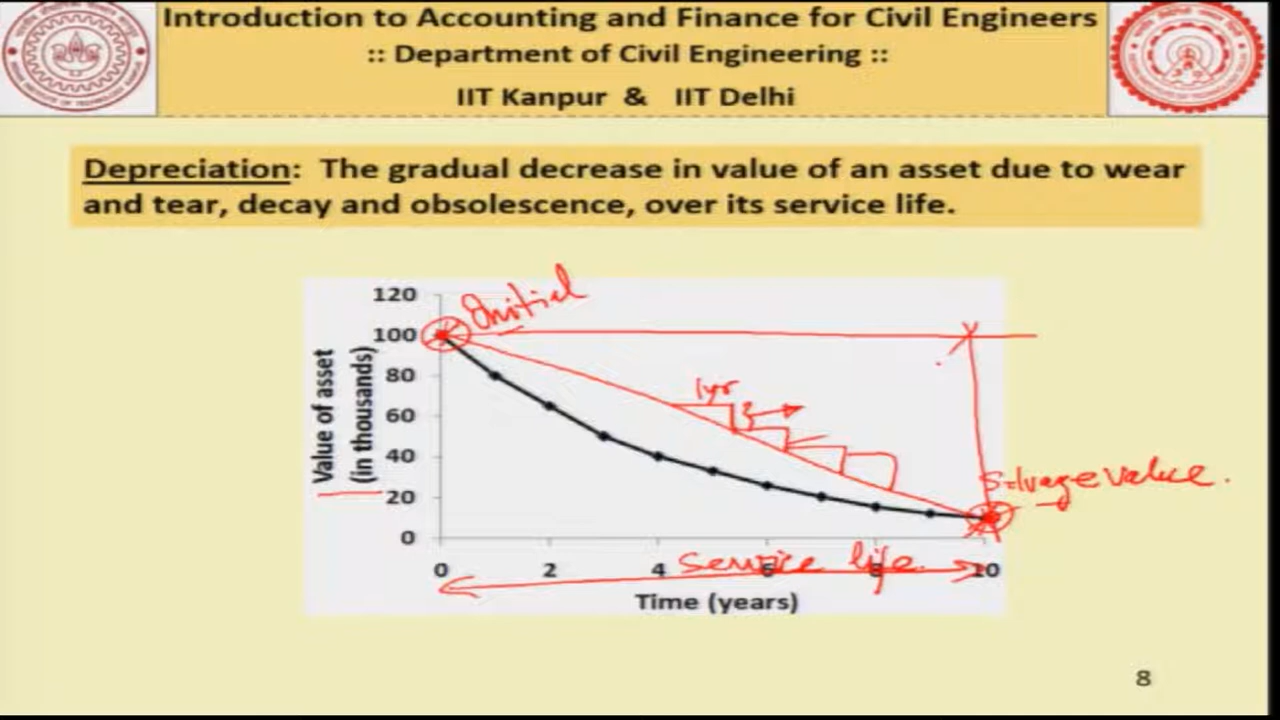 Introduction to Accounting and Finance for Civil Engineers
:: Department of Civil Engineering ::
IIT Kanpur & IIT Delhi
Depreciation: The gradual decrease in value of an asset due to wear
and tear, decay and obsolescence, over its service life.
Value of asset
(in thousands)
120
100
80
60
40
20
0
Initial
1yr
Salvage value.
Service life.
0 2 4 6 8 10
Time (years)
8